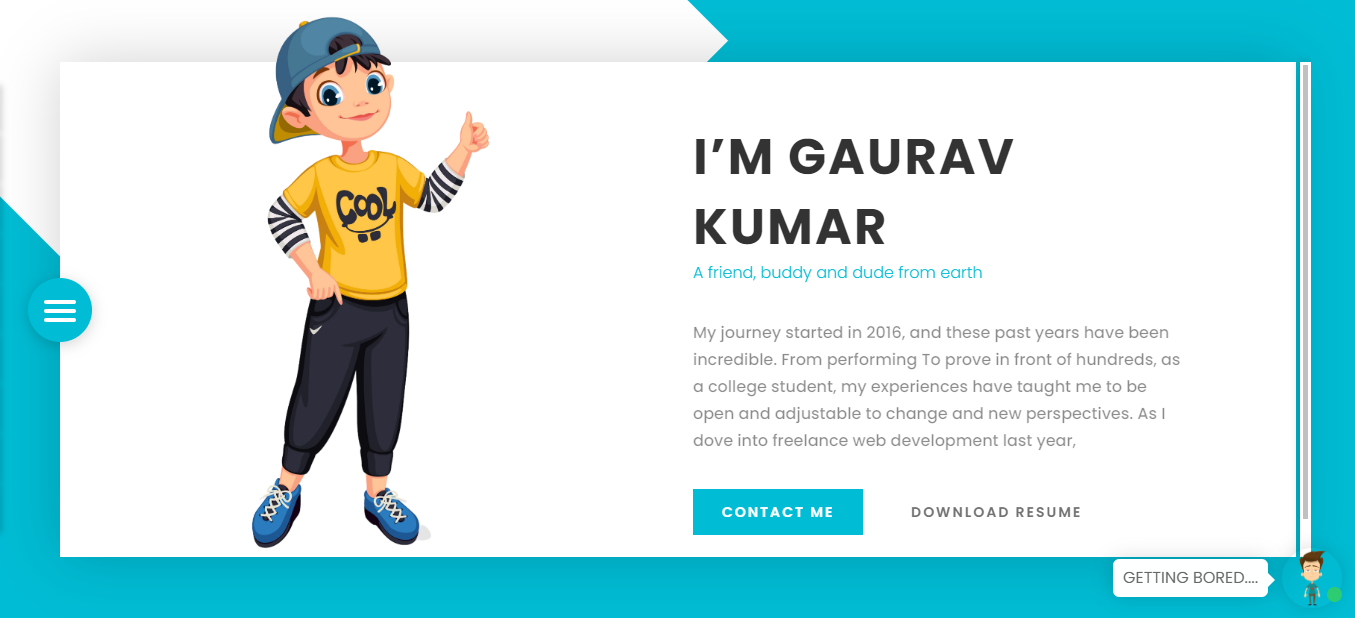 COOL
I’M GAURAV
KUMAR
A friend, buddy and dude from earth
My journey started in 2016, and these past years have been
incredible. From performing To prove in front of hundreds, as
a college student, my experiences have taught me to be
open and adjustable to change and new perspectives. As I
dove into freelance web development last year,
CONTACT ME
DOWNLOAD RESUME
GETTING BORED....